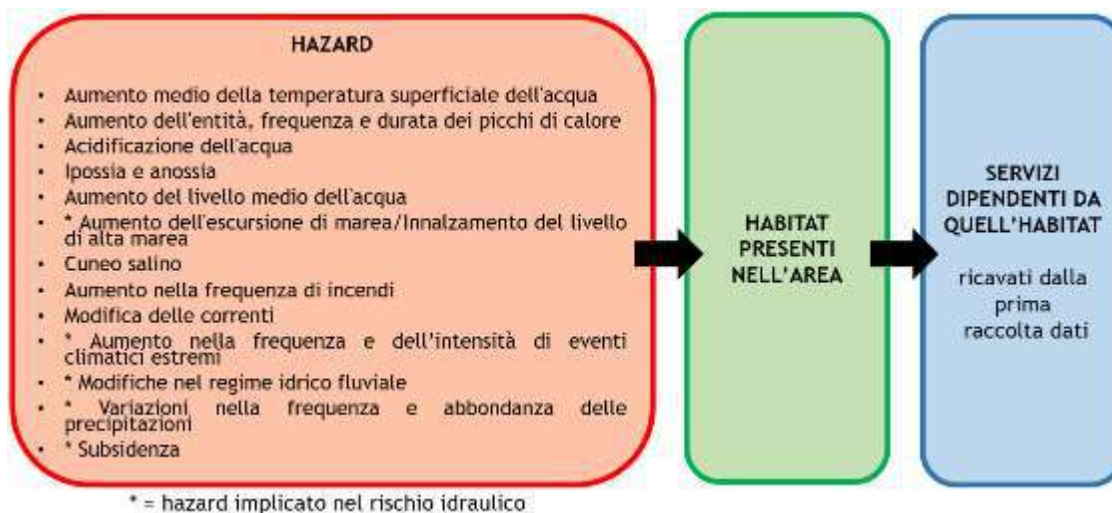 HAZARD
• Aumento medio della temperatura superficiale dell'acqua
• Aumento dell'entità, frequenza e durata dei picchi di calore
• Acidificazione dell'acqua
• Ipossia e anossia
• Aumento del livello medio dell'acqua
• * Aumento dell'escursione di marea/Innalzamento del livello
di alta marea
• Cuneo salino
• Aumento nella frequenza di incendi
• Modifica delle correnti
• * Aumento nella frequenza e dell'intensità di eventi
climatici estremi
• * Modifiche nel regime idrico fluviale
• * Variazioni nella frequenza e abbondanza delle
precipitazioni
• * Subsidenza
* = hazard implicato nel rischio idraulico
HABITAT
PRESENTI
NELL'AREA
SERVIZI
DIPENDENTI DA
QUELL'HABITAT
ricavati dalla
prima
raccolta dati